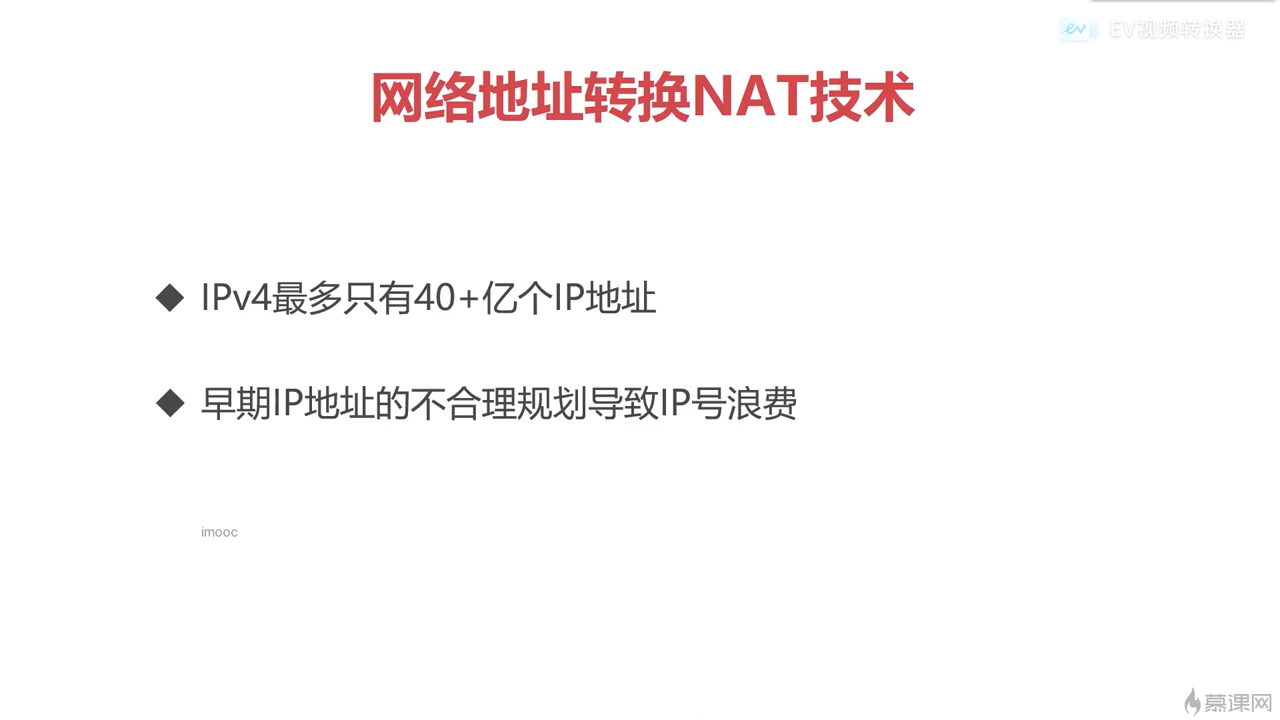 EV视频转换器
网络地址转换NAT技术
◆ IPv4最多只有40+亿个IP地址
◆ 早期IP地址的不合理规划导致IP号浪费
imooc
慕课网